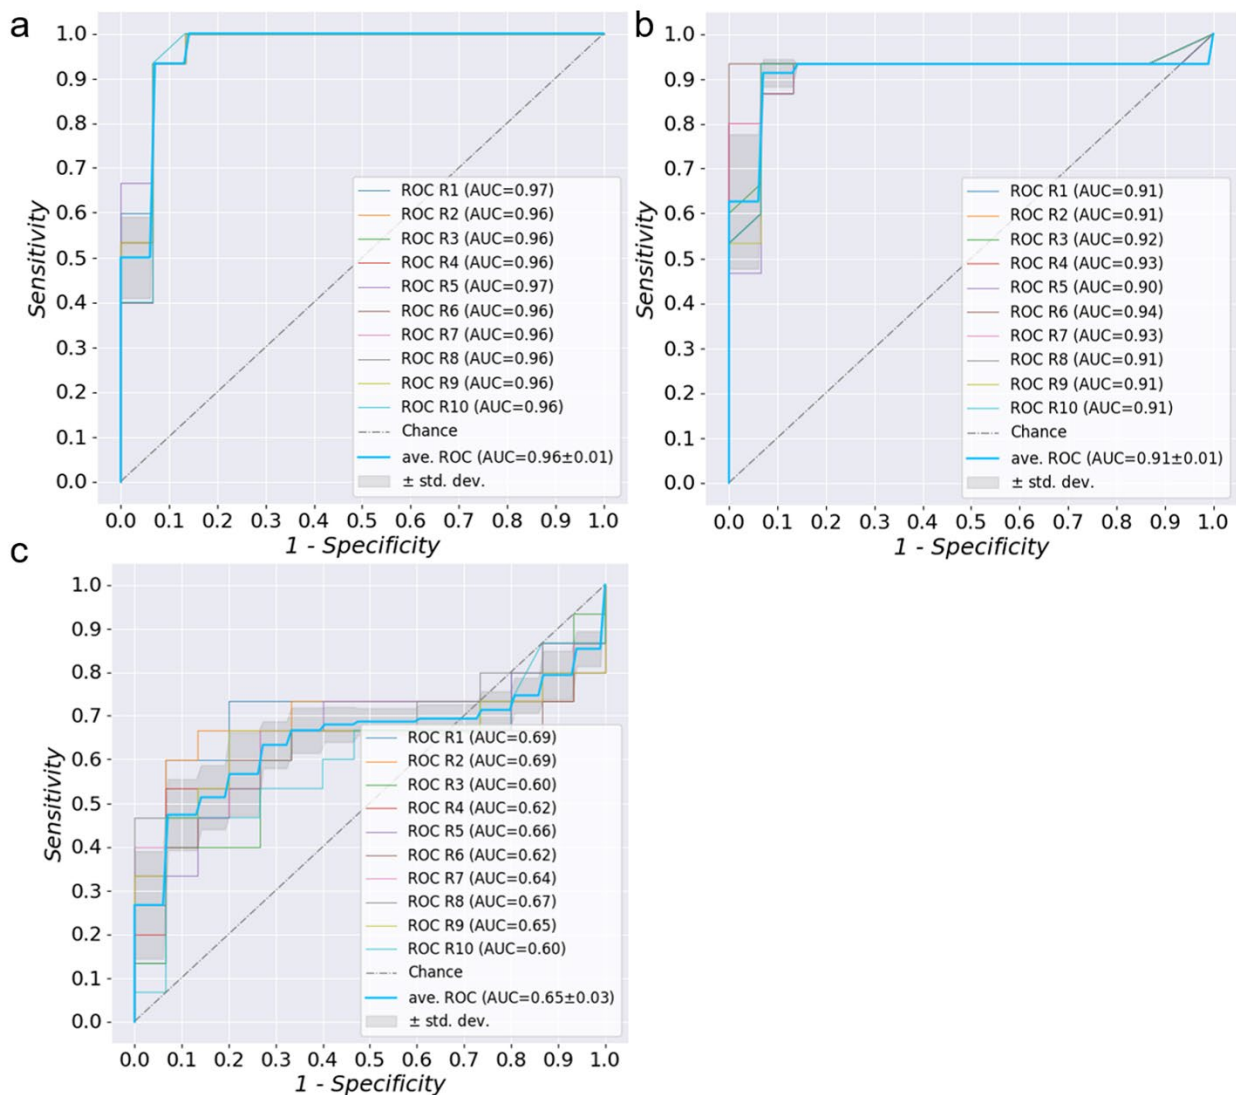 a
1.0
0.9
0.8
0.7
0.6
0.5
0.4
0.3
0.2
0.1
0.0
Sensitivity
ROC R1 (AUC=0.97)
ROC R2 (AUC=0.96)
ROC R3 (AUC=0.96)
ROC R4 (AUC=0.96)
ROC R5 (AUC=0.97)
ROC R6 (AUC=0.96)
ROC R7 (AUC=0.96)
ROC R8 (AUC=0.96)
ROC R9 (AUC=0.96)
ROC R10 (AUC=0.96)
Chance
ave. ROC (AUC=0.96±0.01)
± std. dev.
0.0 0.1 0.2 0.3 0.4 0.5 0.6 0.7 0.8 0.9 1.0
1 - Specificity
b
1.0
0.9
0.8
0.7
0.6
0.5
0.4
0.3
0.2
0.1
0.0
Sensitivity
ROC R1 (AUC=0.91)
ROC R2 (AUC=0.91)
ROC R3 (AUC=0.92)
ROC R4 (AUC=0.93)
ROC R5 (AUC=0.90)
ROC R6 (AUC=0.94)
ROC R7 (AUC=0.93)
ROC R8 (AUC=0.91)
ROC R9 (AUC=0.91)
ROC R10 (AUC=0.91)
Chance
ave. ROC (AUC=0.91±0.01)
± std. dev.
0.0 0.1 0.2 0.3 0.4 0.5 0.6 0.7 0.8 0.9 1.0
1 - Specificity
c
1.0
0.9
0.8
0.7
0.6
0.5
0.4
0.3
0.2
0.1
0.0
Sensitivity
ROC R1 (AUC=0.69)
ROC R2 (AUC=0.69)
ROC R3 (AUC=0.60)
ROC R4 (AUC=0.62)
ROC R5 (AUC=0.66)
ROC R6 (AUC=0.62)
ROC R7 (AUC=0.64)
ROC R8 (AUC=0.67)
ROC R9 (AUC=0.65)
ROC R10 (AUC=0.60)
Chance
ave. ROC (AUC=0.65±0.03)
± std. dev.
0.0 0.1 0.2 0.3 0.4 0.5 0.6 0.7 0.8 0.9 1.0
1 - Specificity